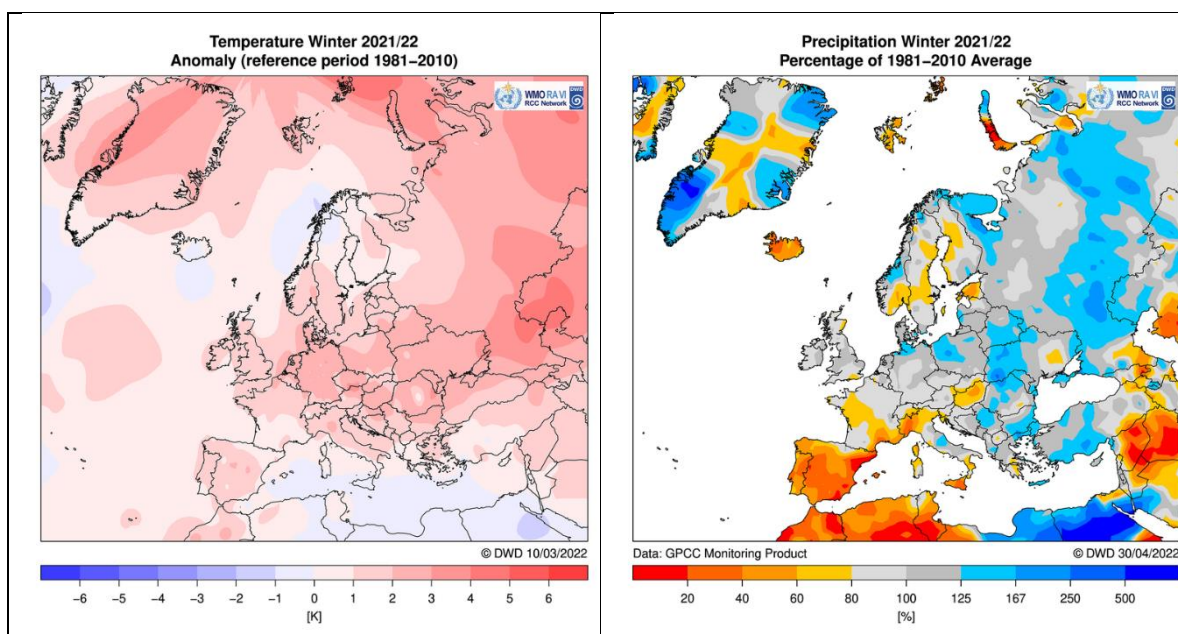 Temperature Winter 2021/22
Anomaly (reference period 1981−2010)
WMO RA VI
RCC Network
DWD
© DWD 10/03/2022
−6 −5 −4 −3 −2 −1 0 1 2 3 4 5 6
[K]
Precipitation Winter 2021/22
Percentage of 1981−2010 Average
WMO RA VI
RCC Network
DWD
Data: GPCC Monitoring Product © DWD 30/04/2022
20 40 60 80 100 125 167 250 500
[%]